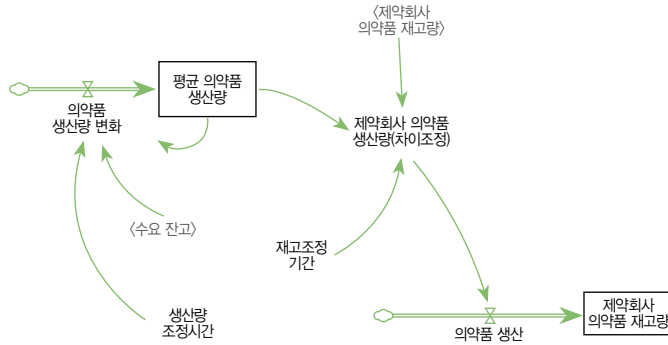 〈제약회사
의약품 재고량〉
평균 의약품
생산량
의약품
생산량 변화
제약회사 의약품
생산량(차이조정)
〈수요 잔고〉
재고조정
기간
생산량
조정시간
의약품 생산
제약회사
의약품 재고량